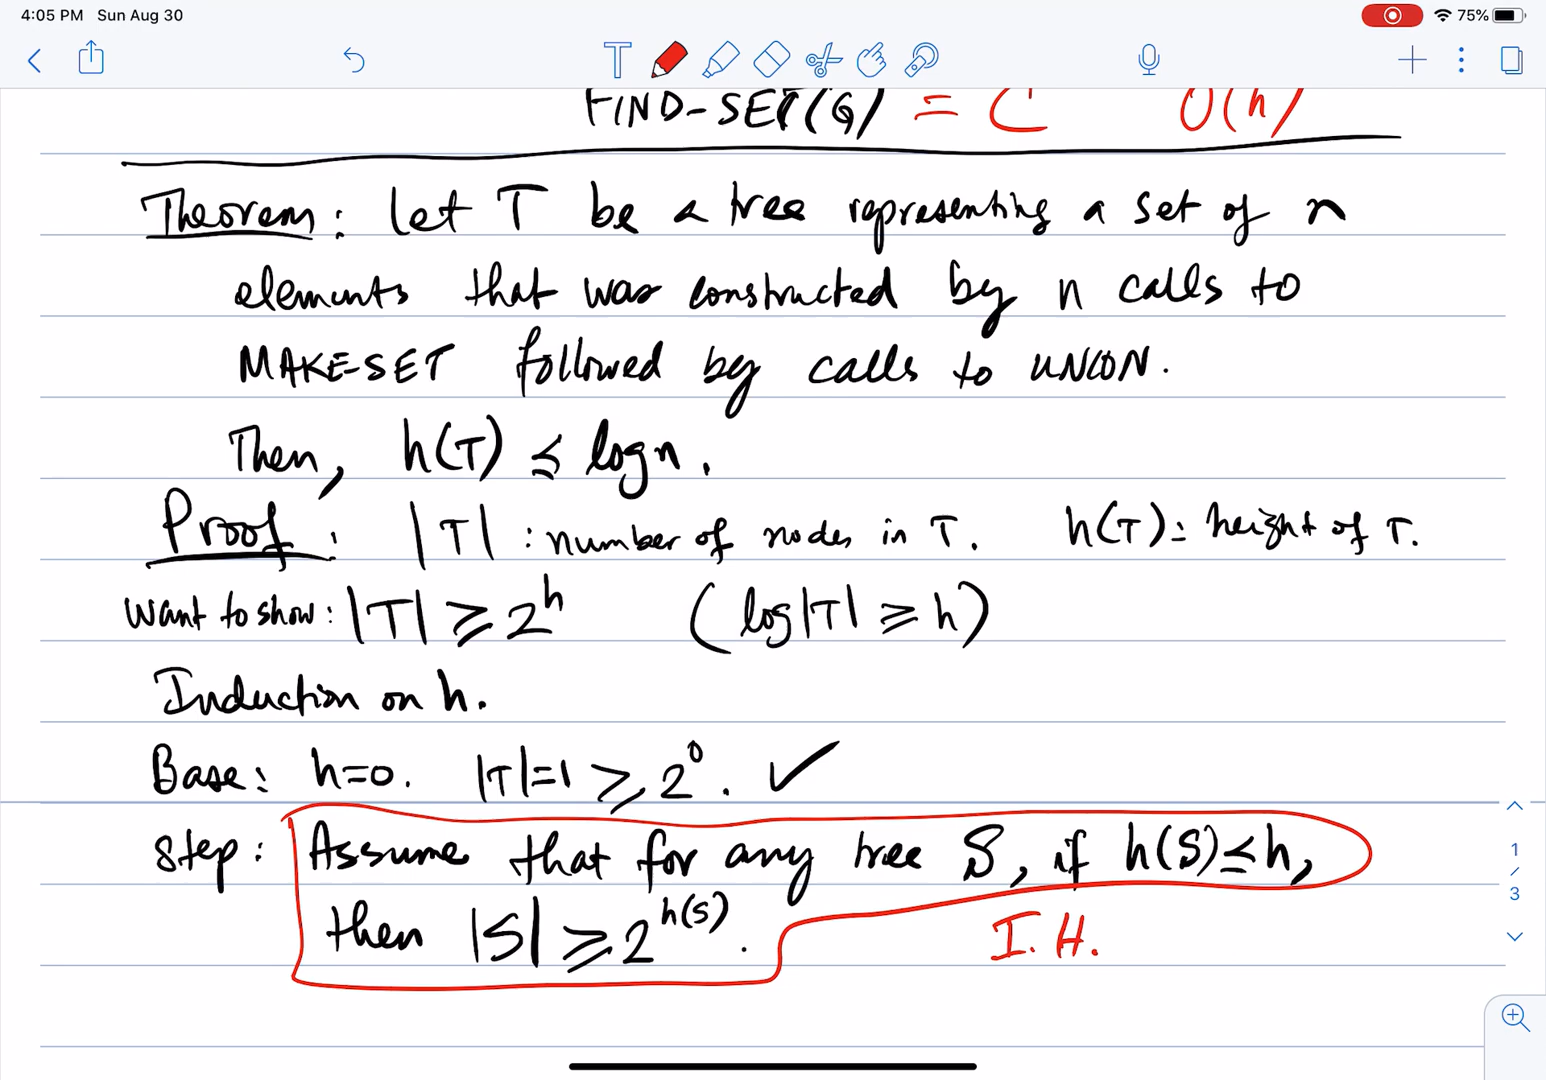 4:05 PM Sun Aug 30
75%
T
FIND-SET(G) = C O(h)
Theorem: let T be a tree representing a set of n
elements that was constructed by n calls to
MAKE-SET followed by calls to UNION.
Then, h(T) ≤ log n.
Proof: |T| : number of nodes in T. h(T) = height of T.
Want to show: |T| ≥ 2^h (log|T| ≥ h)
Induction on h.
Base: h=0. |T|=1 ≥ 2^0. ✓
Step: Assume that for any tree S, if h(S) ≤ h,
then |S| ≥ 2^h(S).
I.H.
1
/
3